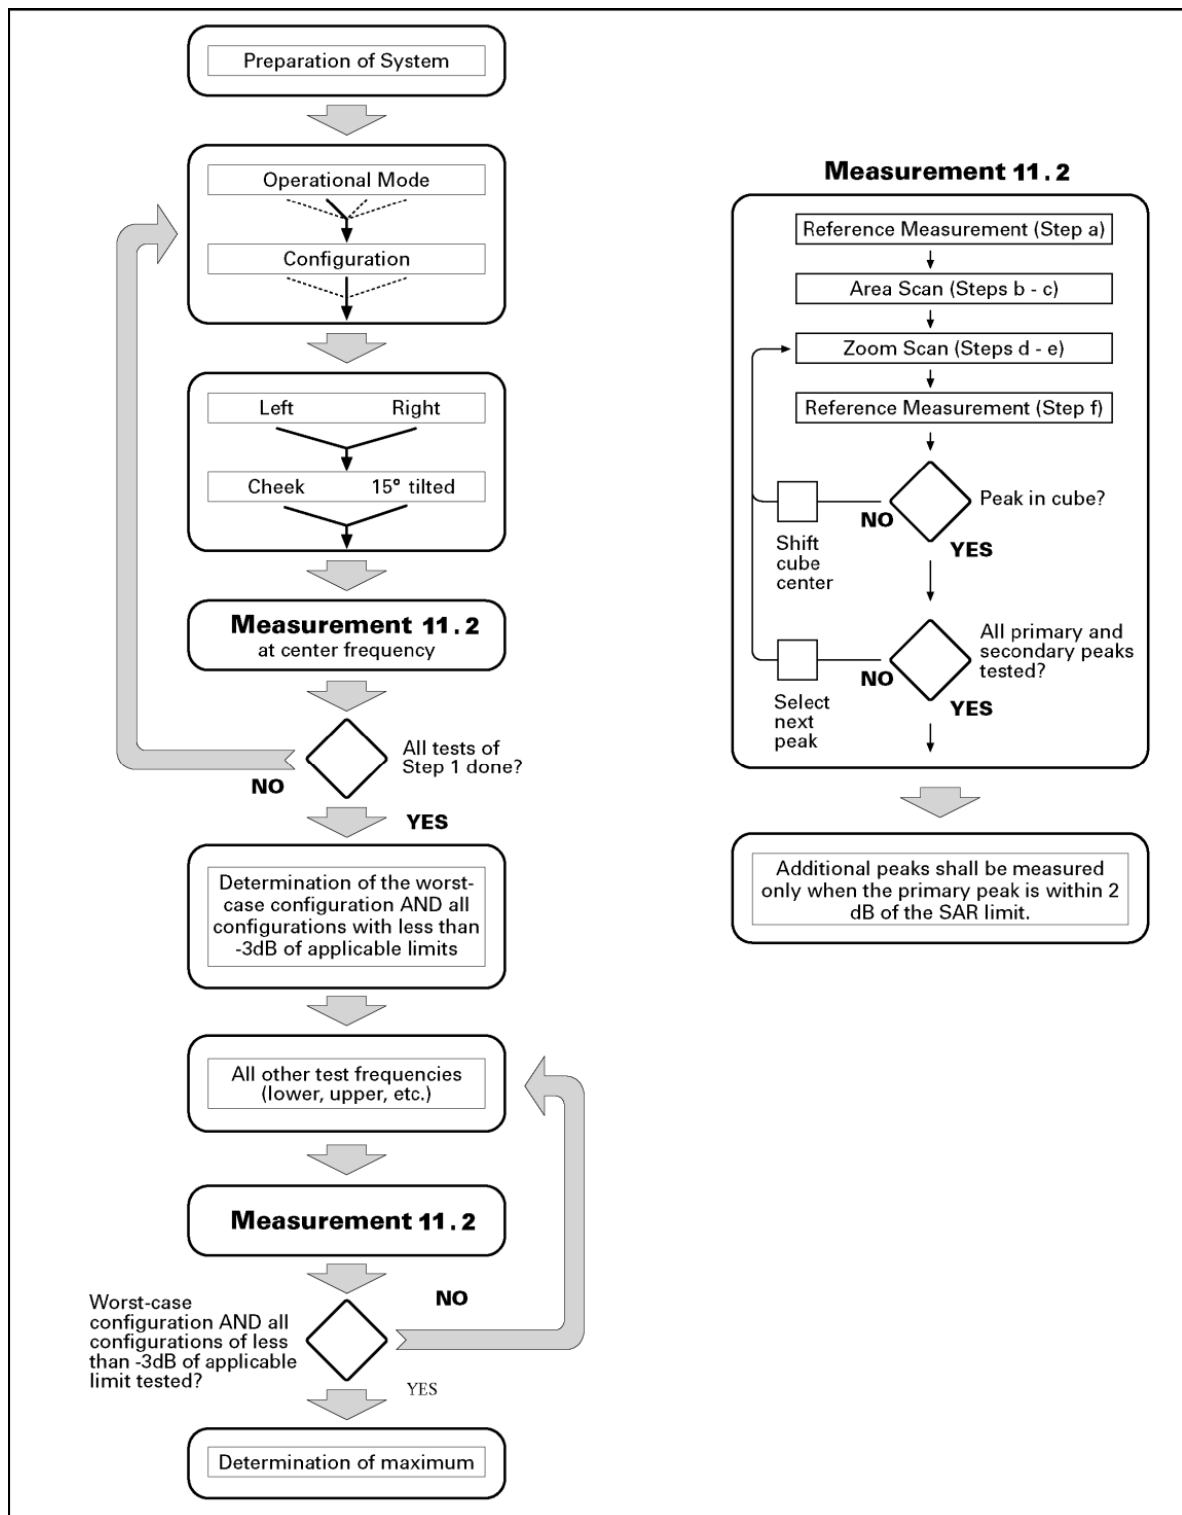 Preparation of System
Operational Mode
Configuration
Left Right
Cheek 15° tilted
Measurement 11.2
at center frequency
All tests of
Step 1 done?
NO
YES
Determination of the worst-
case configuration AND all
configurations with less than
-3dB of applicable limits
All other test frequencies
(lower, upper, etc.)
Measurement 11.2
NO
Worst-case
configuration AND all
configurations of less
than -3dB of applicable
limit tested?
YES
Determination of maximum
Measurement 11.2
Reference Measurement (Step a)
Area Scan (Steps b - c)
Zoom Scan (Steps d - e)
Reference Measurement (Step f)
Peak in cube?
NO
YES
Shift
cube
center
All primary and
secondary peaks
tested?
NO
YES
Select
next
peak
Additional peaks shall be measured
only when the primary peak is within 2
dB of the SAR limit.